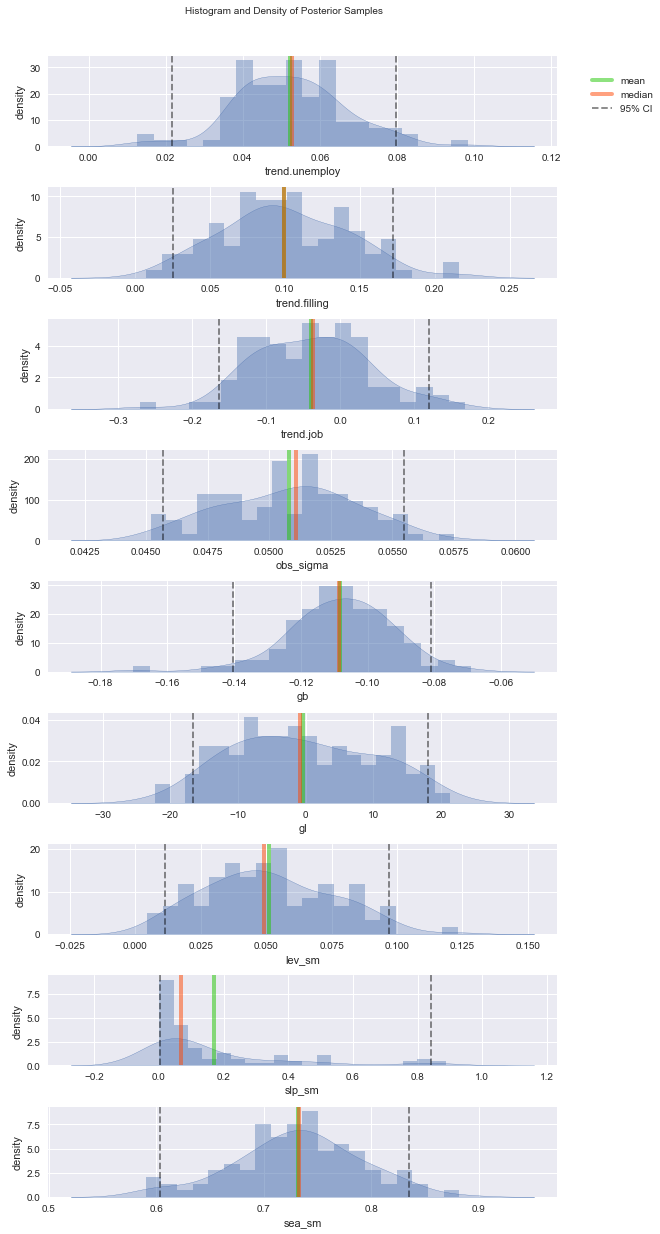 Histogram and Density of Posterior Samples
mean
median
95% CI
density
30
20
10
0
0.00 0.02 0.04 0.06 0.08 0.10 0.12
trend.unemploy
density
10
5
0
−0.05 0.00 0.05 0.10 0.15 0.20 0.25
trend.filling
density
4
2
0
−0.3 −0.2 −0.1 0.0 0.1 0.2
trend.job
density
200
100
0
0.0425 0.0450 0.0475 0.0500 0.0525 0.0550 0.0575 0.0600
obs_sigma
density
30
20
10
0
−0.18 −0.16 −0.14 −0.12 −0.10 −0.08 −0.06
gb
density
0.04
0.02
0.00
−30 −20 −10 0 10 20 30
gl
density
20
10
0
−0.025 0.000 0.025 0.050 0.075 0.100 0.125 0.150
lev_sm
density
7.5
5.0
2.5
0.0
−0.2 0.0 0.2 0.4 0.6 0.8 1.0 1.2
slp_sm
density
7.5
5.0
2.5
0.0
0.5 0.6 0.7 0.8 0.9
sea_sm